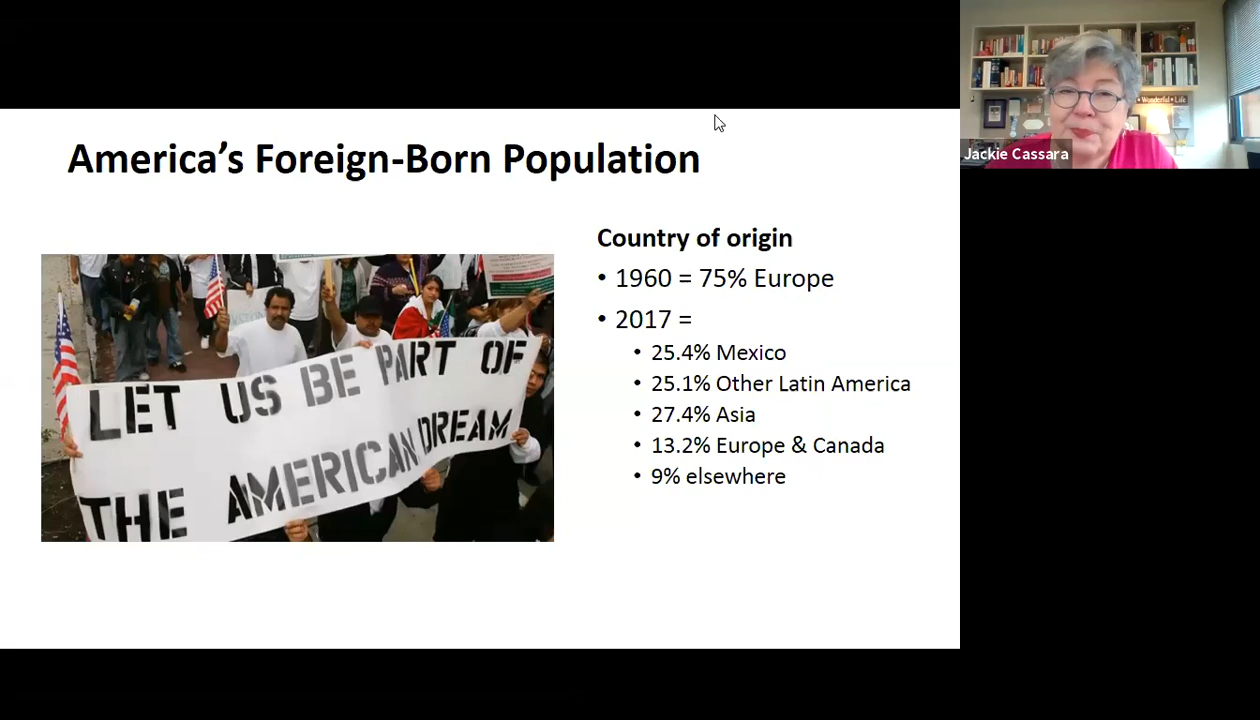 America's Foreign-Born Population
LET US BE PART OF
THE AMERICAN DREAM
Country of origin
• 1960 = 75% Europe
• 2017 =
• 25.4% Mexico
• 25.1% Other Latin America
• 27.4% Asia
• 13.2% Europe & Canada
• 9% elsewhere
Wonderful • Life
Jackie Cassara